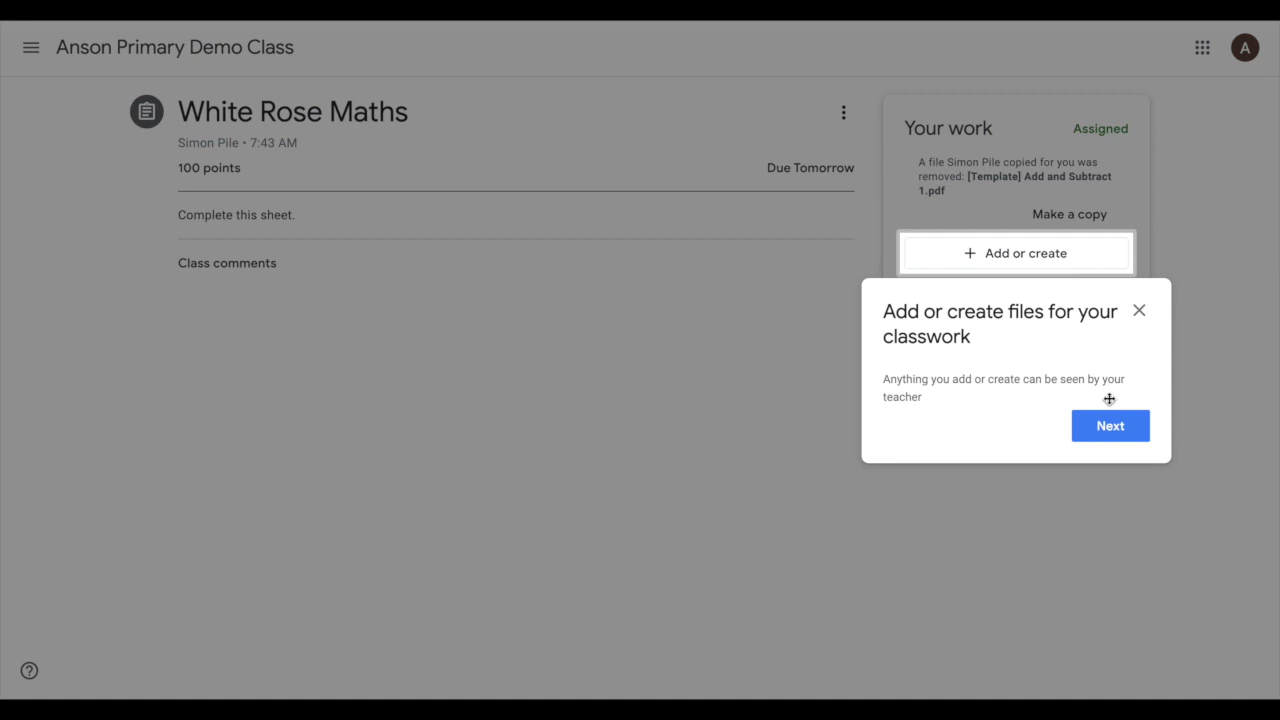 Anson Primary Demo Class
A
White Rose Maths
Simon Pile • 7:43 AM
100 points
Due Tomorrow
Complete this sheet.
Class comments
Your work
Assigned
A file Simon Pile copied for you was
removed: [Template] Add and Subtract
1.pdf
Make a copy
+ Add or create
Add or create files for your
classwork
Anything you add or create can be seen by your
teacher
Next